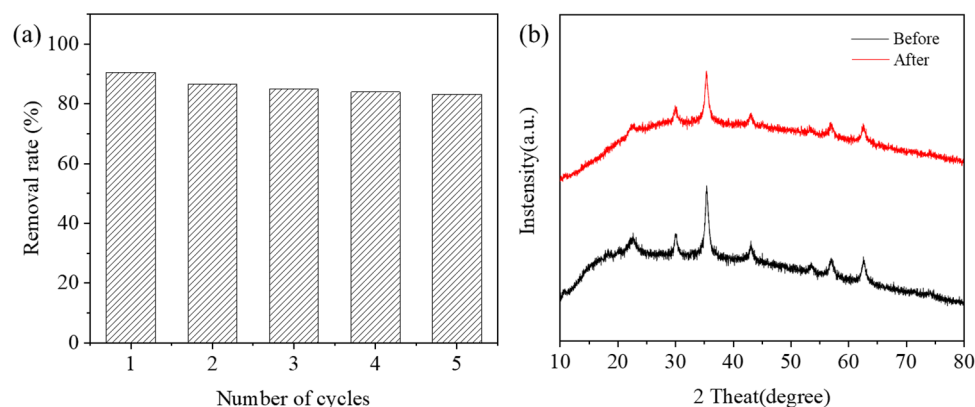 (a)
100
80
60
40
20
0
Removal rate (%)
1 2 3 4 5
Number of cycles
(b)
Before
After
Instensity(a.u.)
10 20 30 40 50 60 70 80
2 Theat(degree)